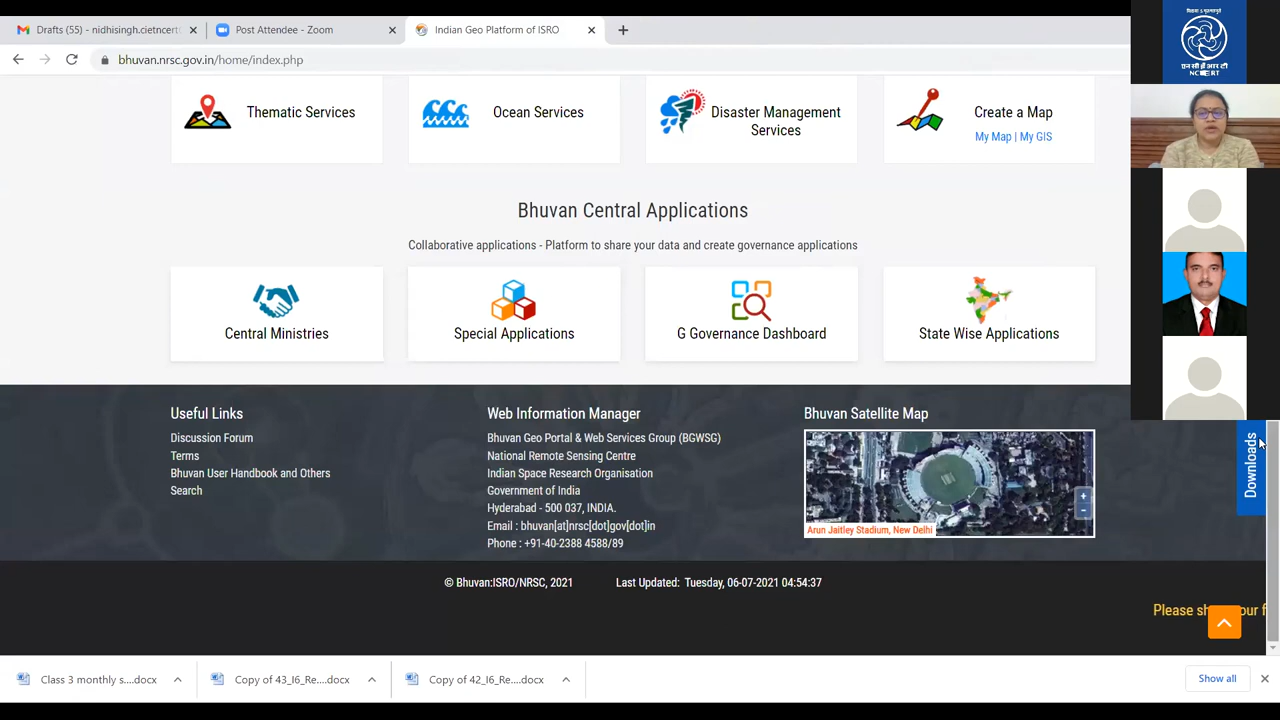 Drafts (55) - nidhisingh.cietncert
Post Attendee - Zoom
Indian Geo Platform of ISRO
bhuvan.nrsc.gov.in/home/index.php
एन सी ई आर टी
NCERT
Thematic Services
Ocean Services
Disaster Management
Services
Create a Map
My Map | My GIS
Bhuvan Central Applications
Collaborative applications - Platform to share your data and create governance applications
Central Ministries
Special Applications
G Governance Dashboard
State Wise Applications
Useful Links
Discussion Forum
Terms
Bhuvan User Handbook and Others
Search
Web Information Manager
Bhuvan Geo Portal & Web Services Group (BGWSG)
National Remote Sensing Centre
Indian Space Research Organisation
Government of India
Hyderabad - 500 037, INDIA.
Email : bhuvan[at]nrsc[dot]gov[dot]in
Phone : +91-40-2388 4588/89
Bhuvan Satellite Map
+
-
Arun Jaitley Stadium, New Delhi
Downloads
© Bhuvan:ISRO/NRSC, 2021
Last Updated: Tuesday, 06-07-2021 04:54:37
Please sh
our f
Class 3 monthly s....docx
Copy of 43_I6_Re....docx
Copy of 42_I6_Re....docx
Show all